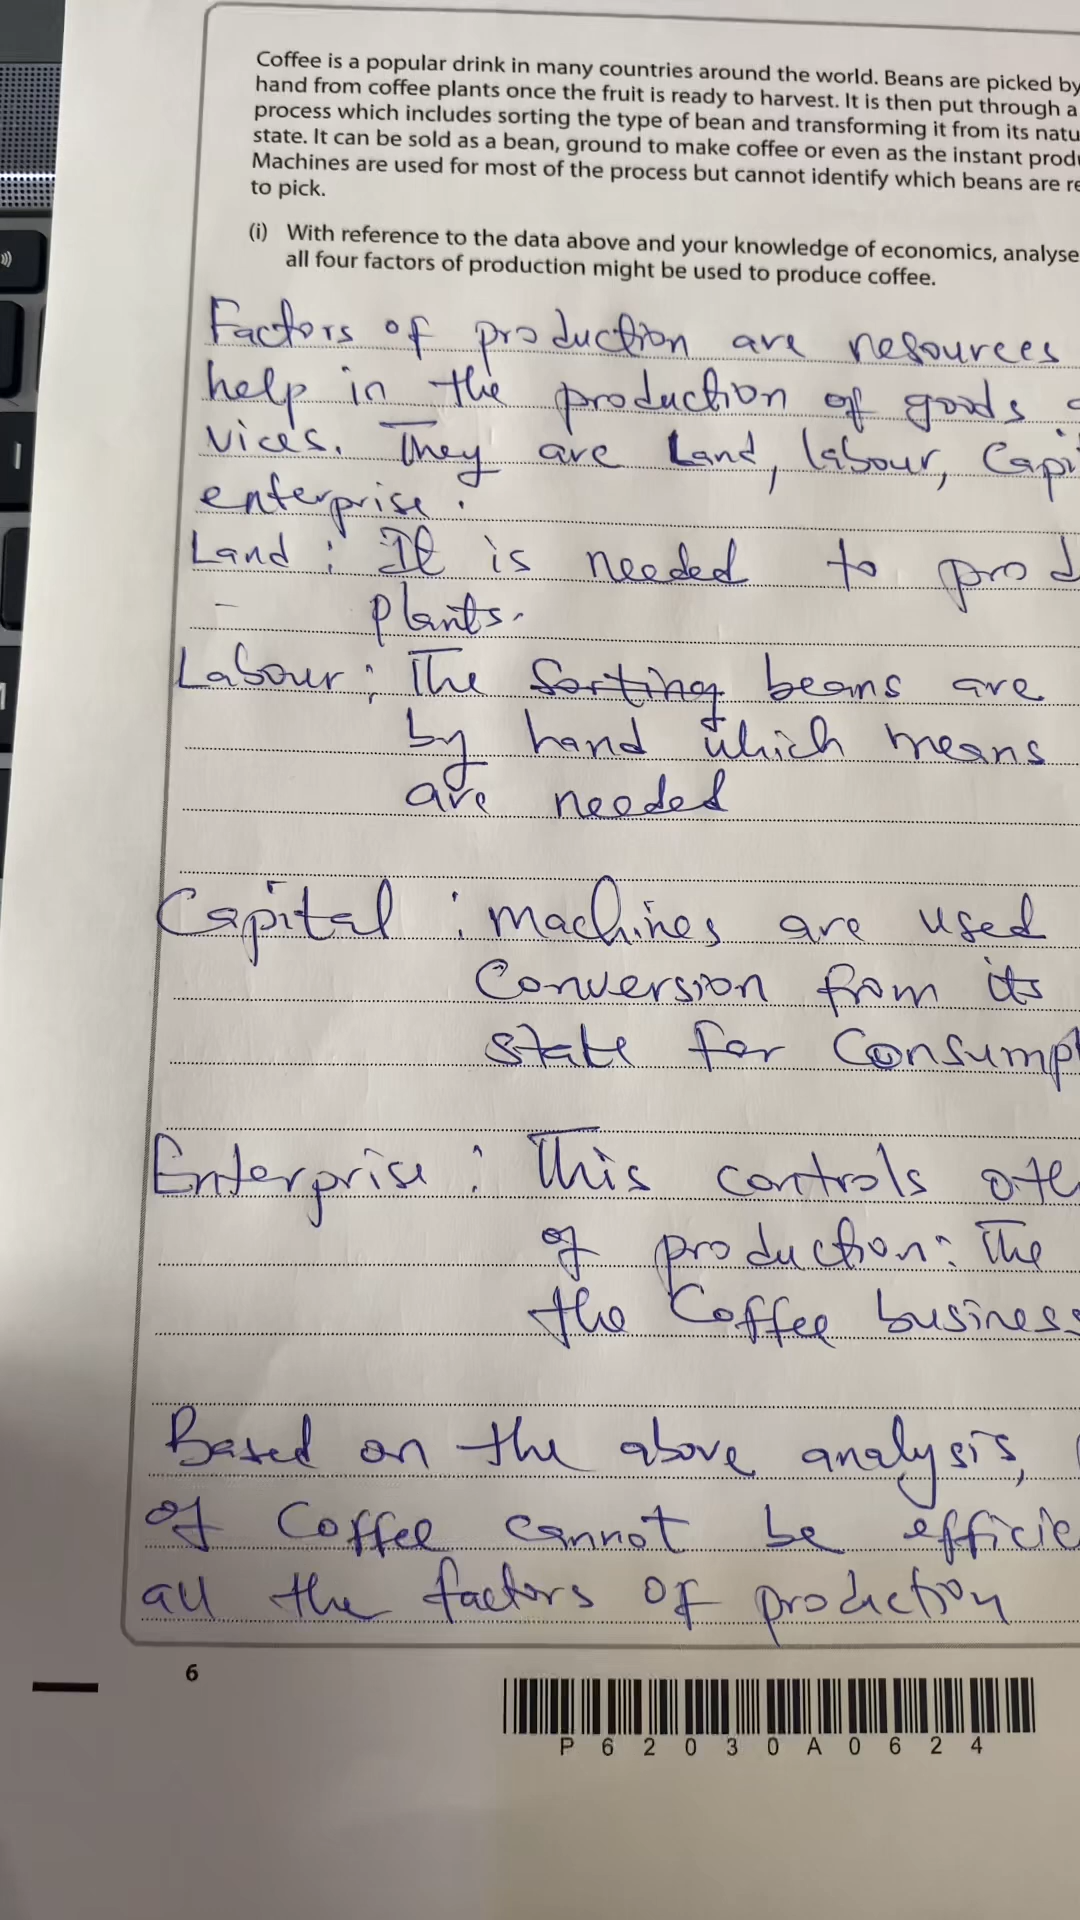 Coffee is a popular drink in many countries around the world. Beans are picked by
hand from coffee plants once the fruit is ready to harvest. It is then put through a
process which includes sorting the type of bean and transforming it from its natu
state. It can be sold as a bean, ground to make coffee or even as the instant produ
Machines are used for most of the process but cannot identify which beans are re
to pick.
(i) With reference to the data above and your knowledge of economics, analyse
all four factors of production might be used to produce coffee.
Factors of production are resources
help in the production of goods
vices. They are Land, labour, Capi
enterprise.
Land : It is needed to prod
plants.
Labour : The sorting beans are
by hand which means
are needed
Capital : machines are used
Conversion from its
state for Consump
Enterprise : This controls oth
of production: The
the Coffee business
Based on the above analysis,
of Coffee cannot be efficie
all the factors of production
6
P62030A0624